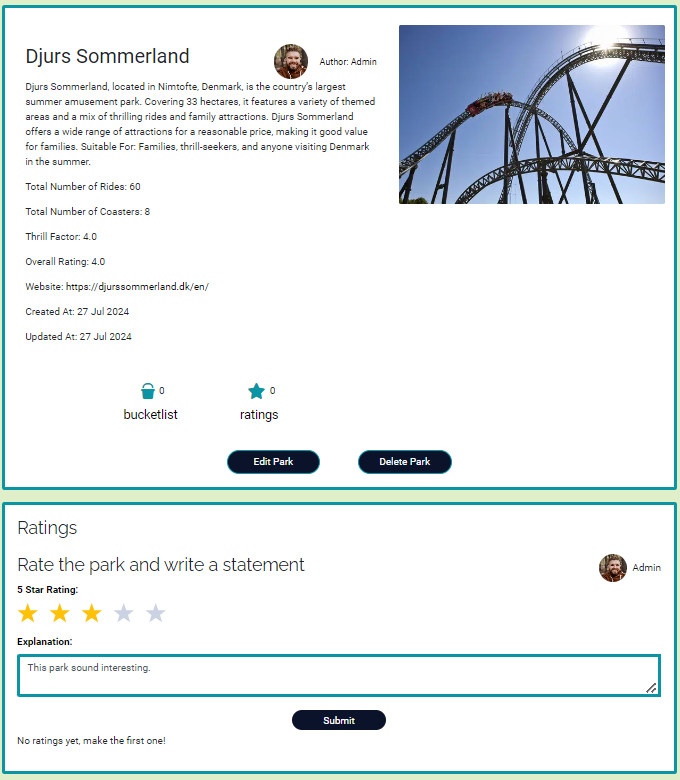 Djurs Sommerland
Author: Admin
Djurs Sommerland, located in Nimtofte, Denmark, is the country's largest
summer amusement park. Covering 33 hectares, it features a variety of themed
areas and a mix of thrilling rides and family attractions. Djurs Sommerland
offers a wide range of attractions for a reasonable price, making it good value
for families. Suitable For: Families, thrill-seekers, and anyone visiting Denmark
in the summer.
Total Number of Rides: 60
Total Number of Coasters: 8
Thrill Factor: 4.0
Overall Rating: 4.0
Website: https://djurssommerland.dk/en/
Created At: 27 Jul 2024
Updated At: 27 Jul 2024
0
bucketlist
0
ratings
Edit Park
Delete Park
Ratings
Rate the park and write a statement
Admin
5 Star Rating:
Explanation:
This park sound interesting.
Submit
No ratings yet, make the first one!